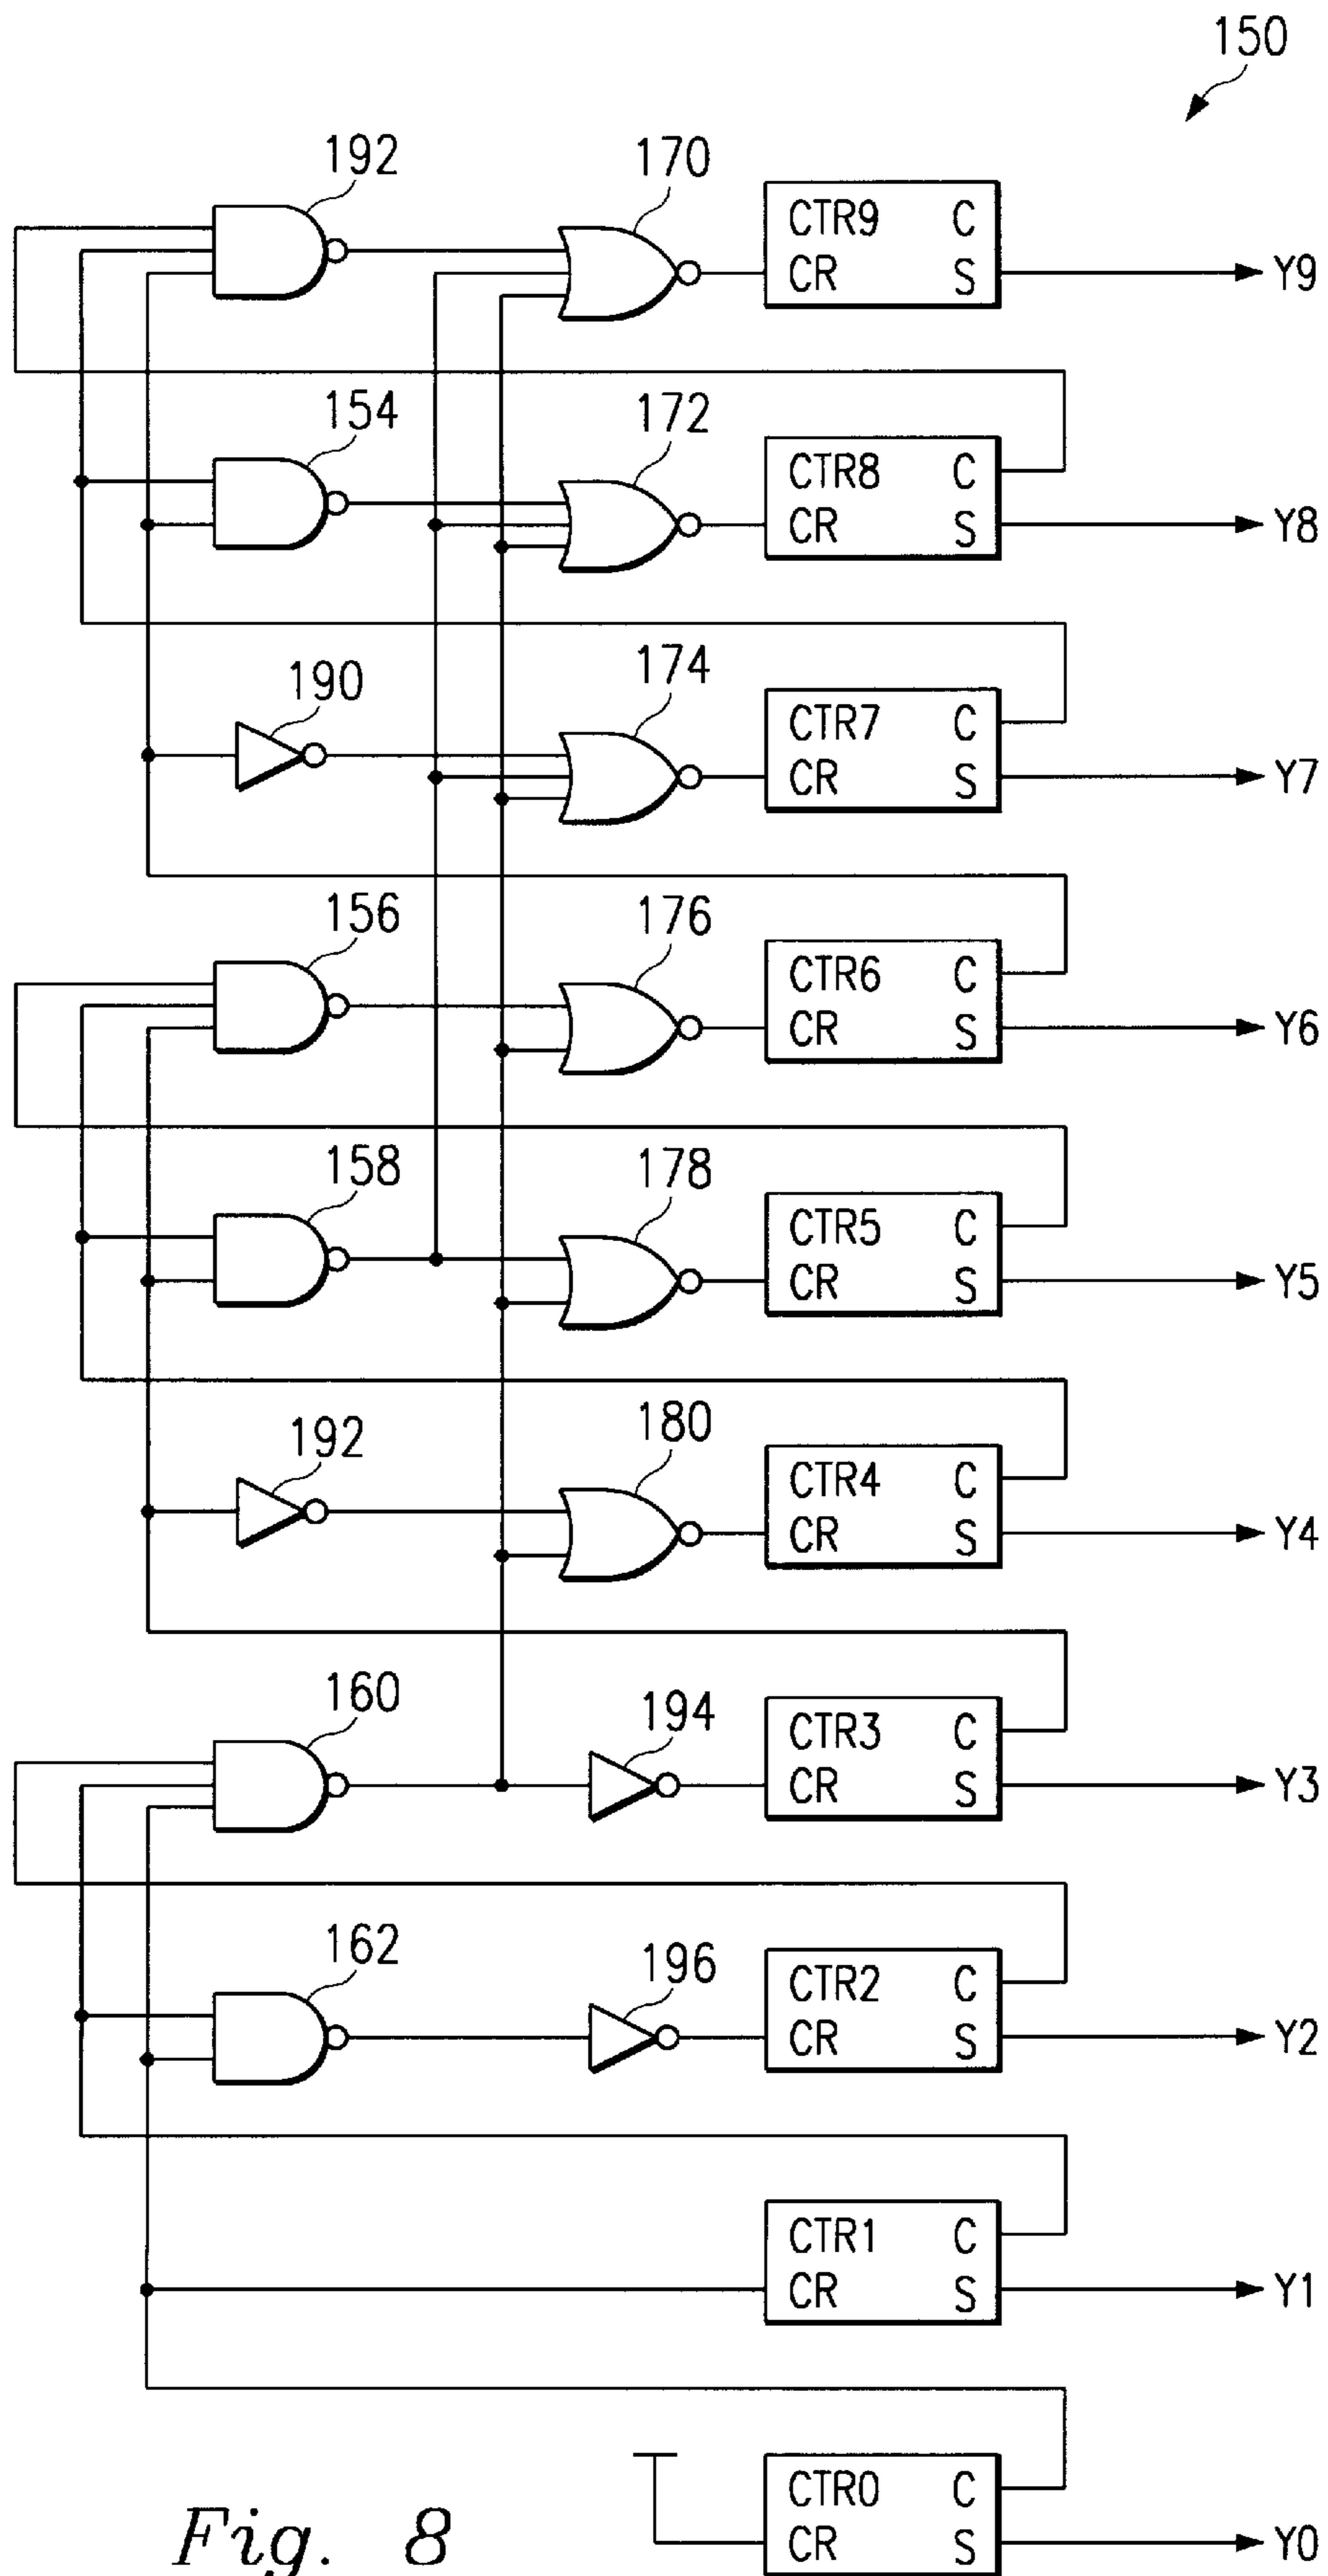 150
192
170
CTR9 C
CR S
Y9
154
172
CTR8 C
CR S
Y8
190
174
CTR7 C
CR S
Y7
156
176
CTR6 C
CR S
Y6
158
178
CTR5 C
CR S
Y5
192
180
CTR4 C
CR S
Y4
160
194
CTR3 C
CR S
Y3
162
196
CTR2 C
CR S
Y2
CTR1 C
CR S
Y1
CTR0 C
CR S
Y0
Fig. 8